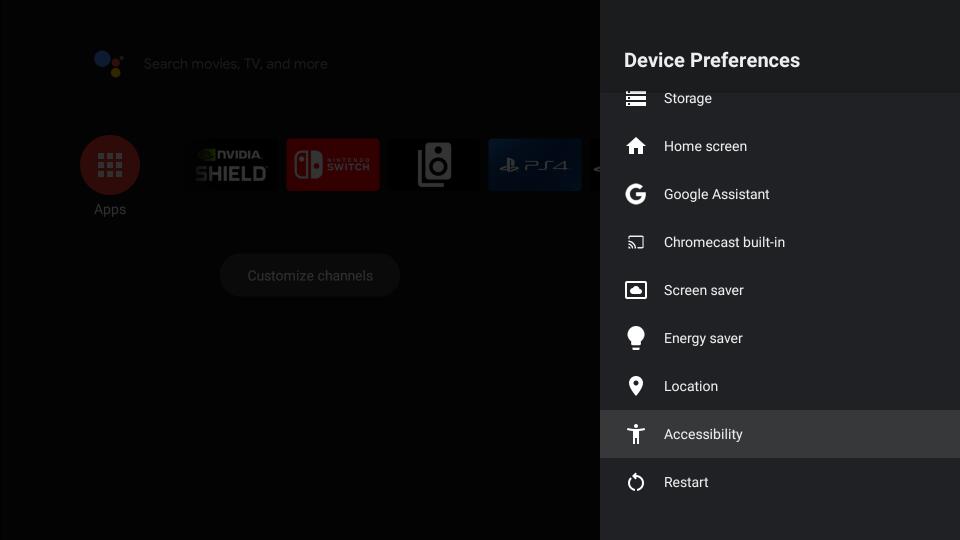 Search movies, TV, and more
NVIDIA
SHIELD
NINTENDO
SWITCH
PS4
Apps
Customize channels
Device Preferences
Storage
Home screen
Google Assistant
Chromecast built-in
Screen saver
Energy saver
Location
Accessibility
Restart